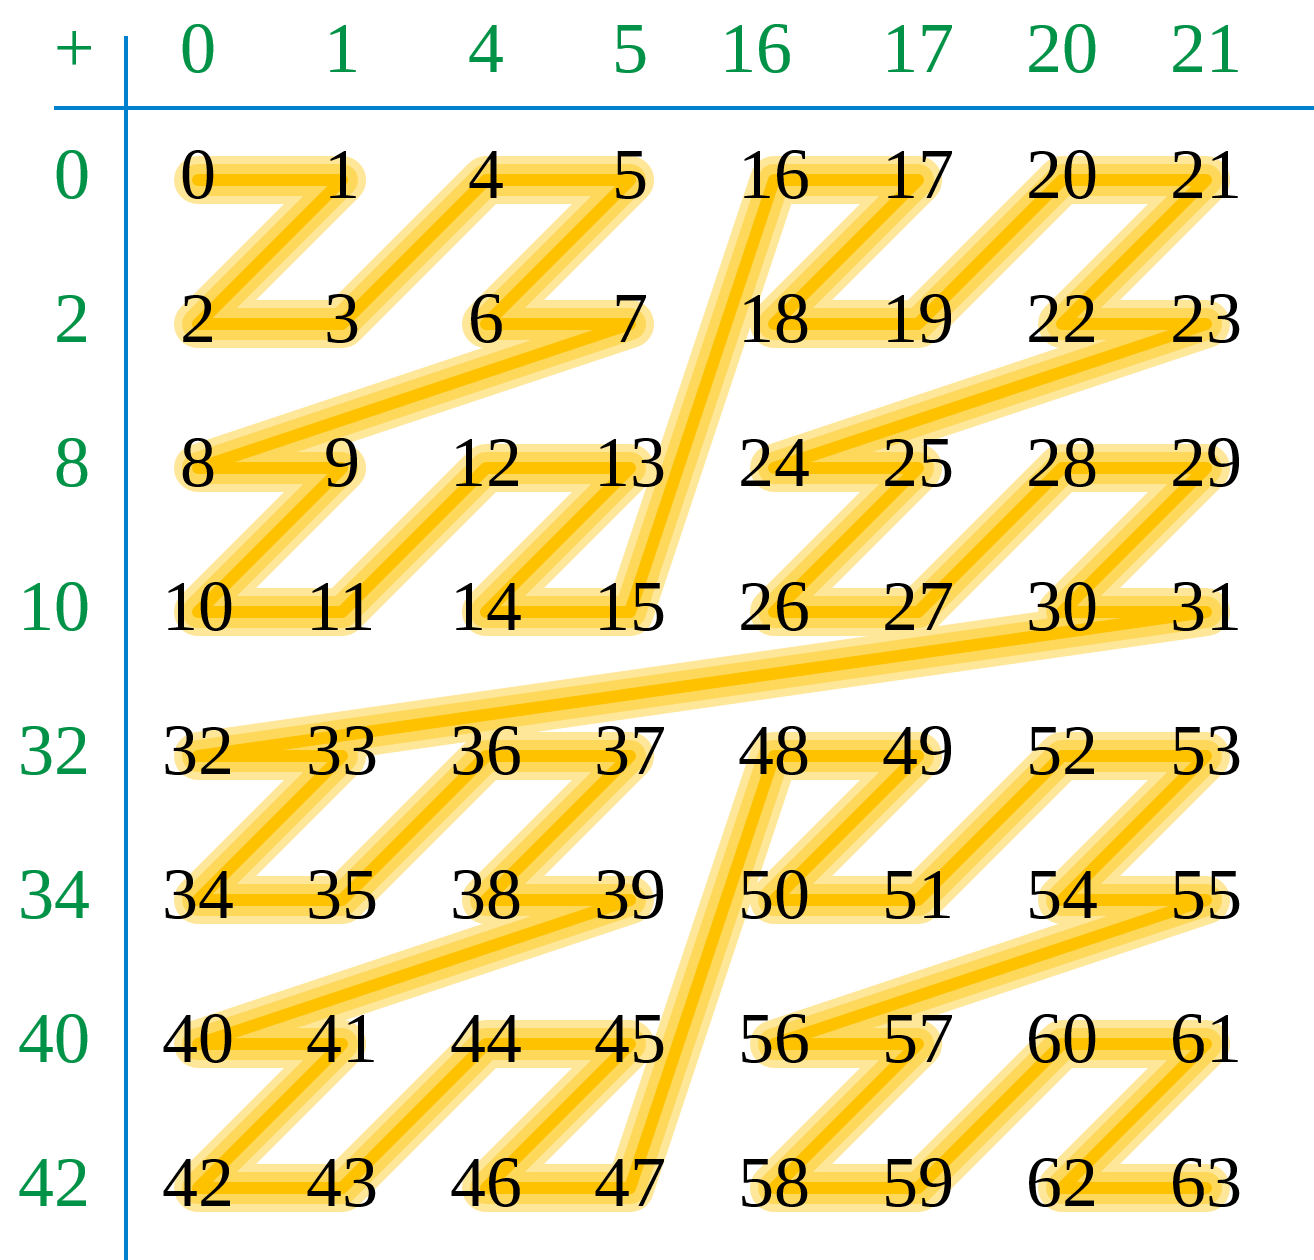 + 0 1 4 5 16 17 20 21
0 0 1 4 5 16 17 20 21
2 2 3 6 7 18 19 22 23
8 8 9 12 13 24 25 28 29
10 10 11 14 15 26 27 30 31
32 32 33 36 37 48 49 52 53
34 34 35 38 39 50 51 54 55
40 40 41 44 45 56 57 60 61
42 42 43 46 47 58 59 62 63